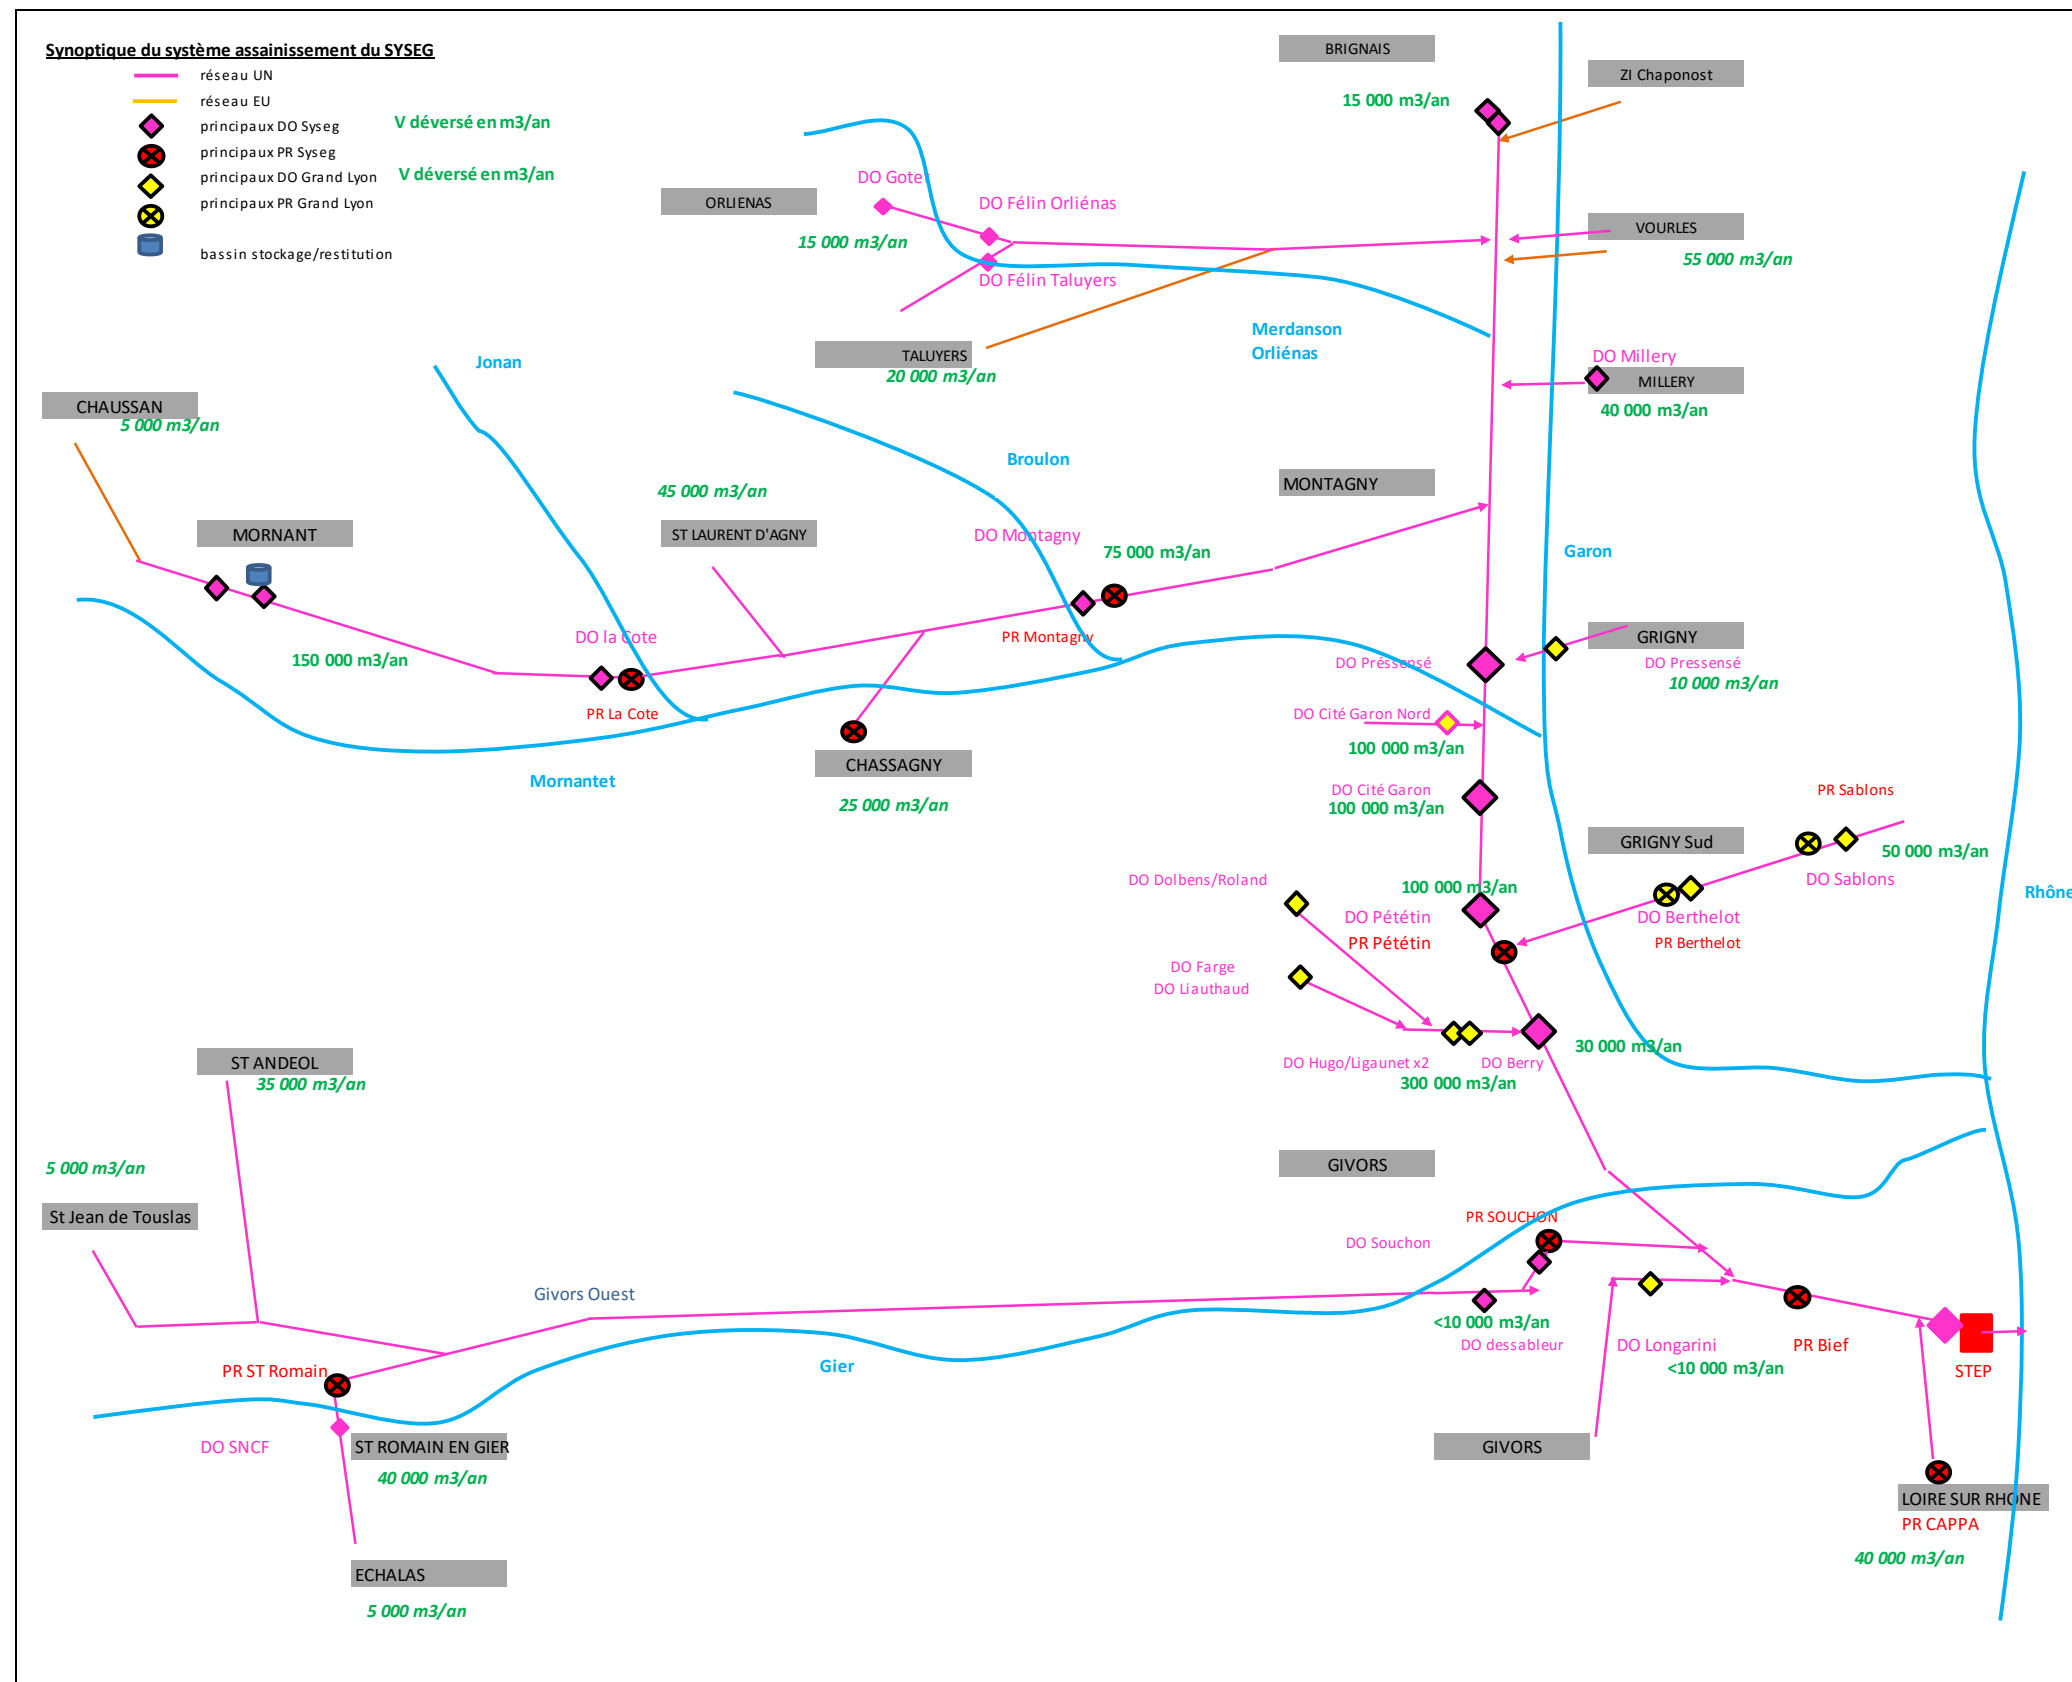 Synoptique du système assainissement du SYSEG
réseau UN
réseau EU
principaux DO Syseg
V déversé en m3/an
principaux PR Syseg
principaux DO Grand Lyon
V déversé en m3/an
principaux PR Grand Lyon
bassin stockage/restitution
BRIGNAIS
15 000 m3/an
ZI Chaponost
DO Gotet
ORLIENAS
15 000 m3/an
DO Félin Orliénas
DO Félin Taluyers
VOURLES
55 000 m3/an
Merdanson
Orliénas
TALUYERS
20 000 m3/an
DO Millery
MILLERY
40 000 m3/an
Jonan
CHAUSSAN
5 000 m3/an
Broulon
45 000 m3/an
ST LAURENT D'AGNY
MONTAGNY
MORNANT
DO Montagny
75 000 m3/an
Garon
150 000 m3/an
DO la Cote
PR La Cote
PR Montagny
GRIGNY
DO Préssensé
DO Pressensé
10 000 m3/an
DO Cité Garon Nord
100 000 m3/an
Mornantet
CHASSAGNY
25 000 m3/an
DO Cité Garon
100 000 m3/an
PR Sablons
GRIGNY Sud
50 000 m3/an
DO Sablons
DO Dolbens/Roland
100 000 m3/an
DO Pététin
PR Pététin
DO Berthelot
PR Berthelot
Rhône
DO Farge
DO Liauthaud
DO Hugo/Ligaunet x2
DO Berry
300 000 m3/an
30 000 m3/an
ST ANDEOL
35 000 m3/an
5 000 m3/an
St Jean de Touslas
GIVORS
PR SOUCHON
DO Souchon
Givors Ouest
<10 000 m3/an
DO dessableur
DO Longarini
<10 000 m3/an
PR Bief
STEP
PR ST Romain
Gier
DO SNCF
ST ROMAIN EN GIER
40 000 m3/an
GIVORS
LOIRE SUR RHONE
PR CAPPA
40 000 m3/an
ECHALAS
5 000 m3/an